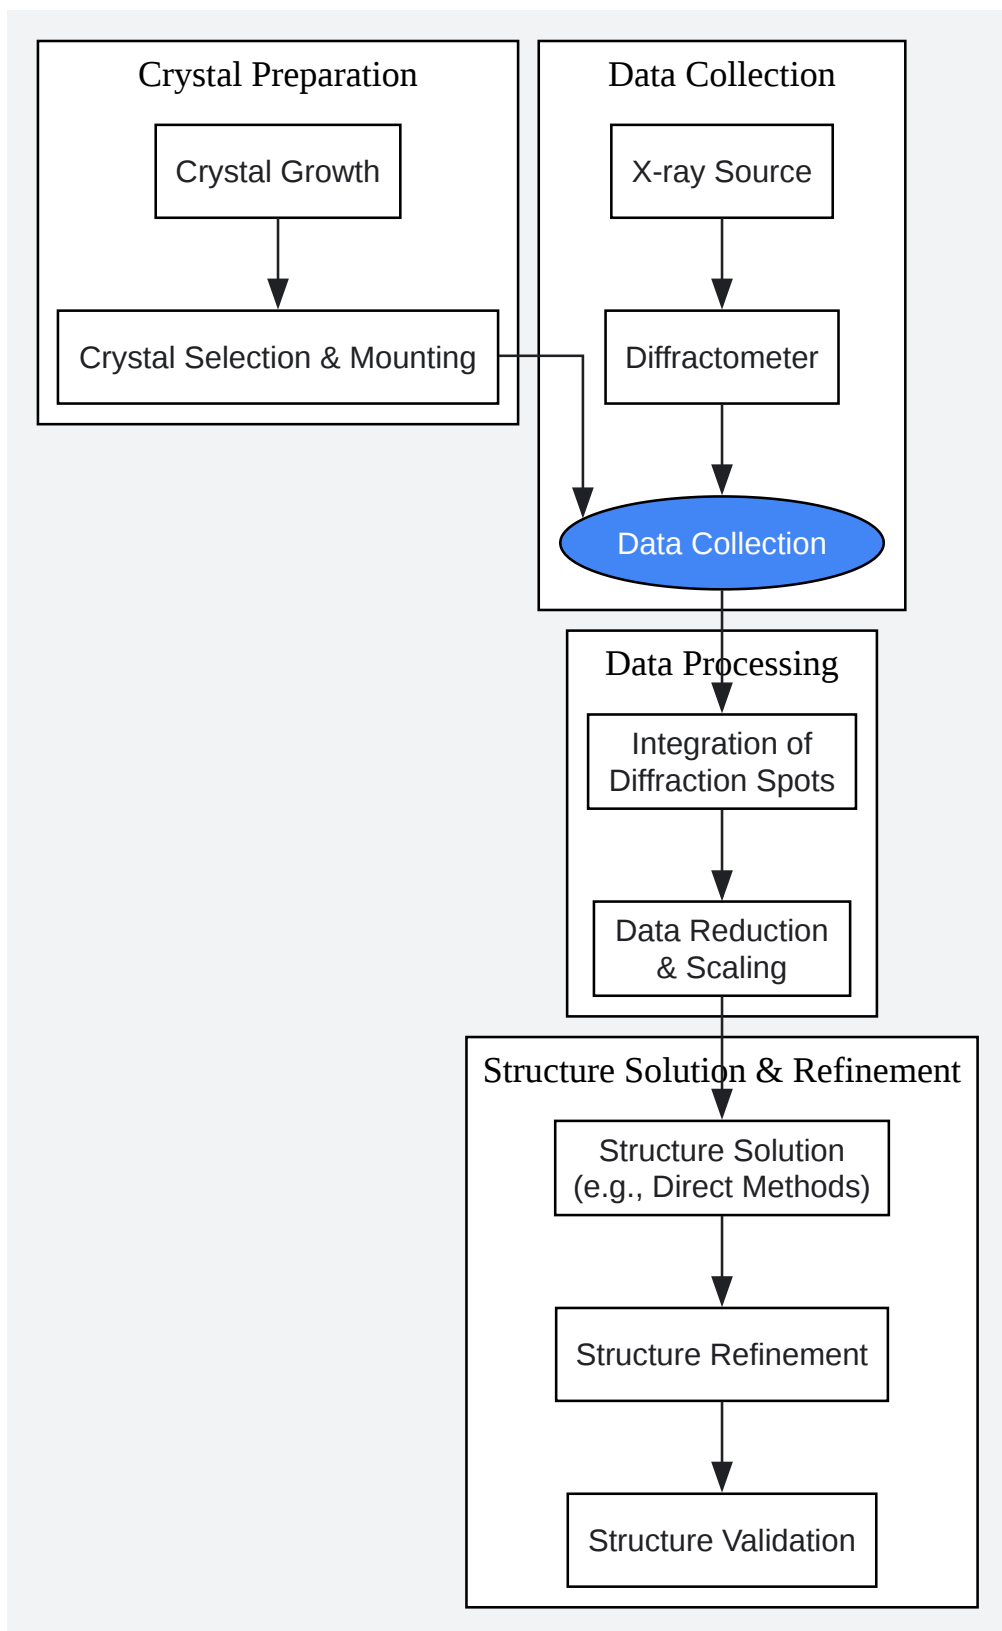 Crystal Preparation
Crystal Growth
Crystal Selection & Mounting
Data Collection
X-ray Source
Diffractometer
Data Collection
Data Processing
Integration of
Diffraction Spots
Data Reduction
& Scaling
Structure Solution & Refinement
Structure Solution
(e.g., Direct Methods)
Structure Refinement
Structure Validation